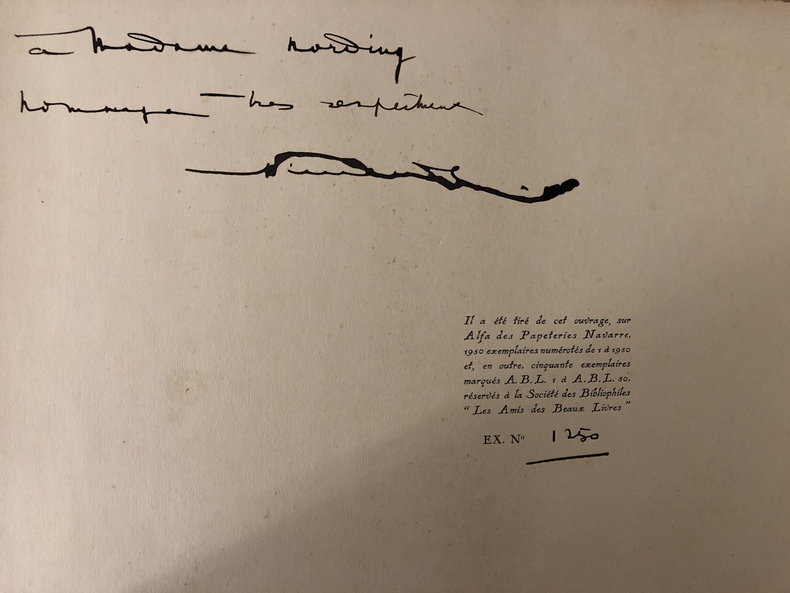 à Madame Nording
hommage très respectueux
Il a été tiré de cet ouvrage, sur
Alfa des Papeteries Navarre,
1950 exemplaires numérotés de 1 à 1950
et, en outre, cinquante exemplaires
marqués A.B.L. 1 à A.B.L. 50,
réservés à la Société des Bibliophiles
“ Les Amis des Beaux Livres ”
EX. Nº 1250